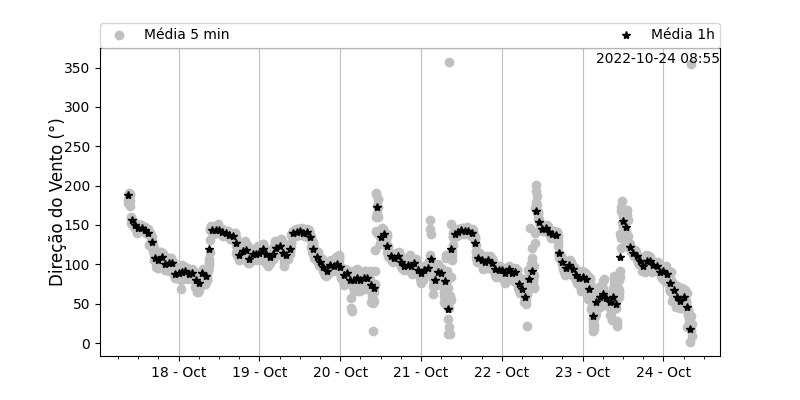 Média 5 min
Média 1h
2022-10-24 08:55
Direção do Vento (°)
350
300
250
200
150
100
50
0
18 - Oct
19 - Oct
20 - Oct
21 - Oct
22 - Oct
23 - Oct
24 - Oct